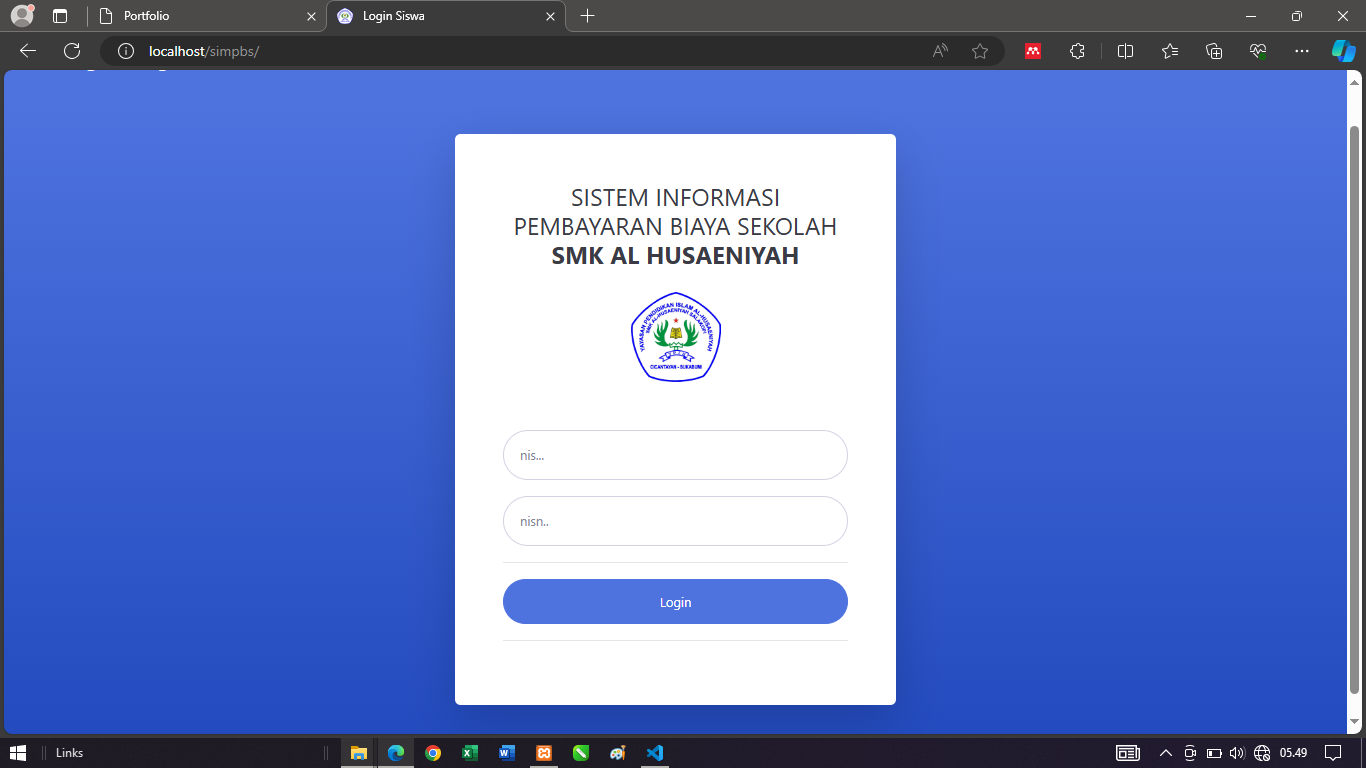 Portfolio
Login Siswa
localhost/simpbs/
SISTEM INFORMASI
PEMBAYARAN BIAYA SEKOLAH
SMK AL HUSAENIYAH
YAYASAN PENDIDIKAN ISLAM AL-HUSAENIYAH
SMK AL-HUSAENIYAH SALAKOPI
CICANTAYAN - SUKABUMI
nis...
nisn..
Login
Links
05.49